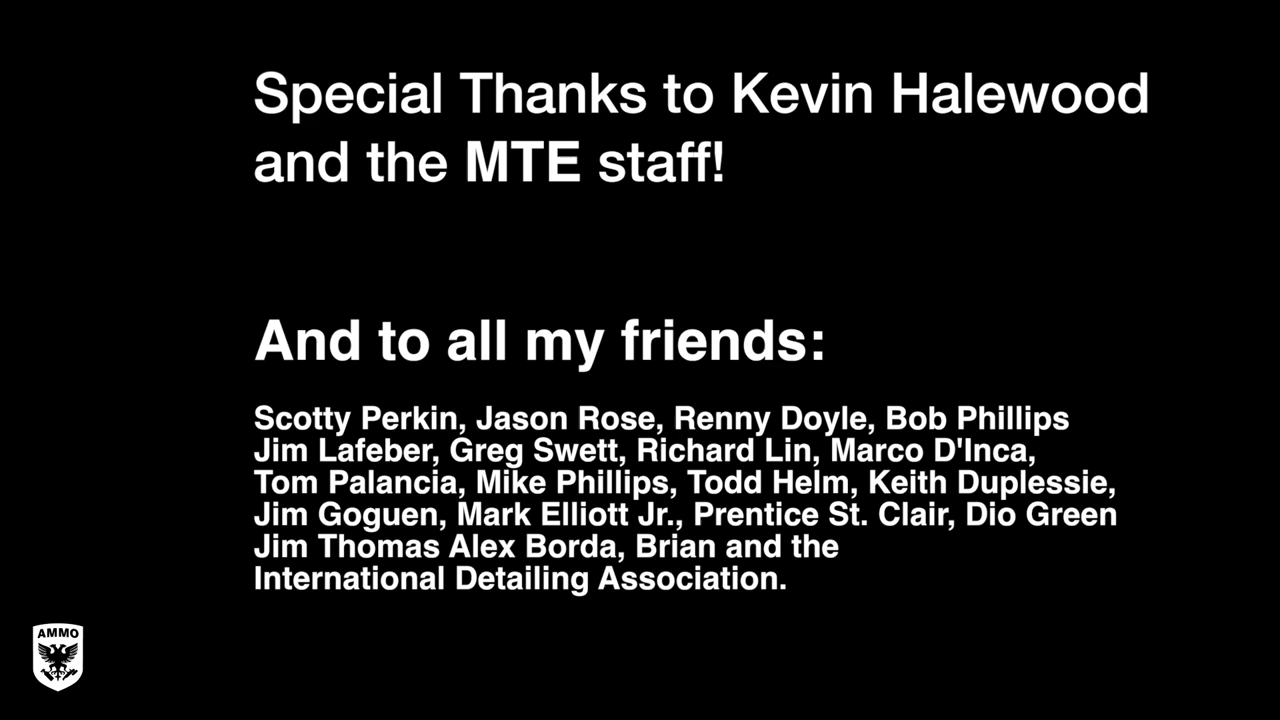 Special Thanks to Kevin Halewood
and the MTE staff!
And to all my friends:
Scotty Perkin, Jason Rose, Renny Doyle, Bob Phillips
Jim Lafeber, Greg Swett, Richard Lin, Marco D'Inca,
Tom Palancia, Mike Phillips, Todd Helm, Keith Duplessie,
Jim Goguen, Mark Elliott Jr., Prentice St. Clair, Dio Green
Jim Thomas Alex Borda, Brian and the
International Detailing Association.
AMMO